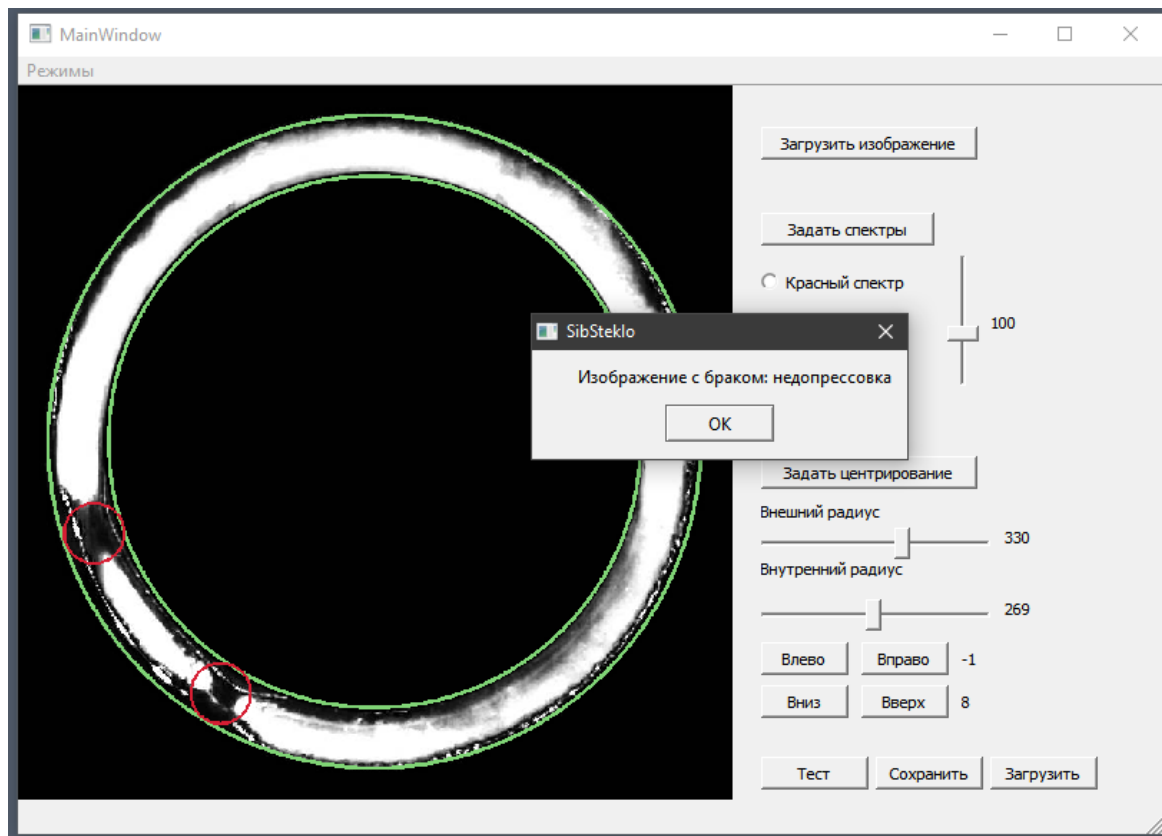 MainWindow
Режимы
Загрузить изображение
Задать спектры
Красный спектр
100
SibSteklo
Изображение с браком: недопрессовка
OK
Задать центрирование
Внешний радиус
330
Внутренний радиус
269
Влево Вправо -1
Вниз Вверх 8
Тест Сохранить Загрузить